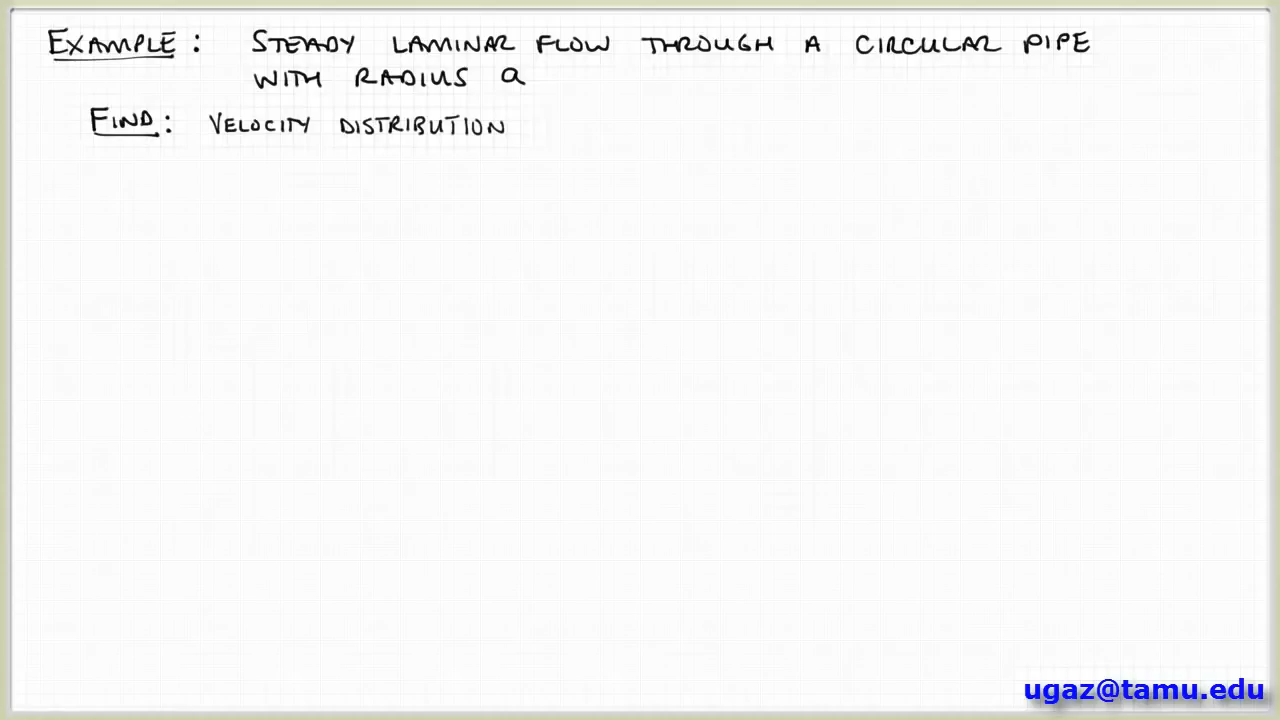 EXAMPLE: STEADY LAMINAR FLOW THROUGH A CIRCULAR PIPE
WITH RADIUS a
FIND: VELOCITY DISTRIBUTION
ugaz@tamu.edu